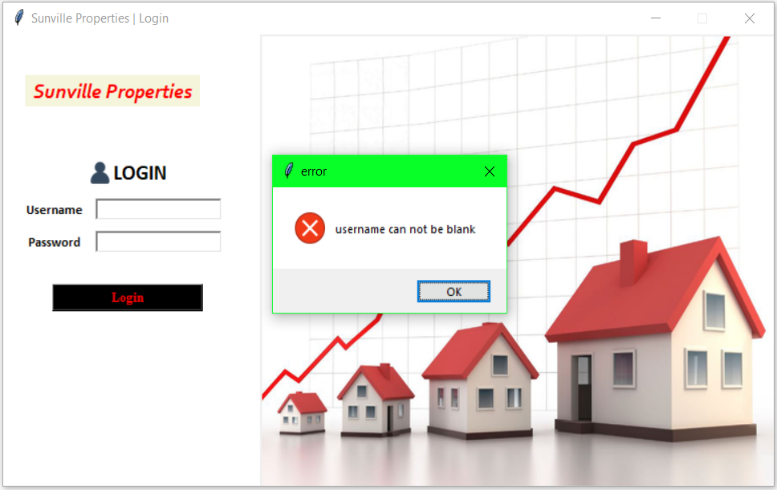 Sunville Properties | Login
Sunville Properties
LOGIN
Username
Password
Login
error
username can not be blank
OK